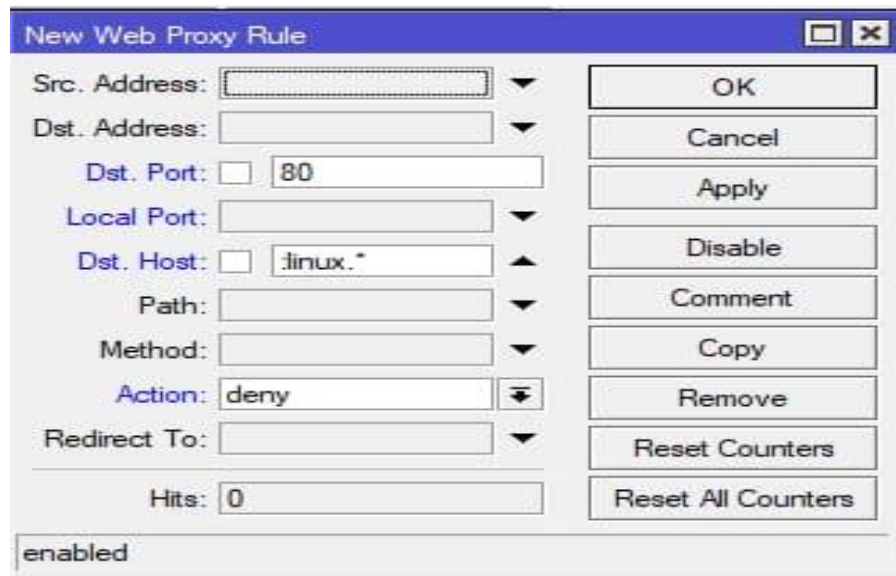 New Web Proxy Rule
Src. Address:
OK
Dst. Address:
Cancel
Dst. Port: 80
Apply
Local Port:
Dst. Host: :linux.*
Disable
Path:
Comment
Method:
Copy
Action: deny
Remove
Redirect To:
Reset Counters
Hits: 0
Reset All Counters
enabled